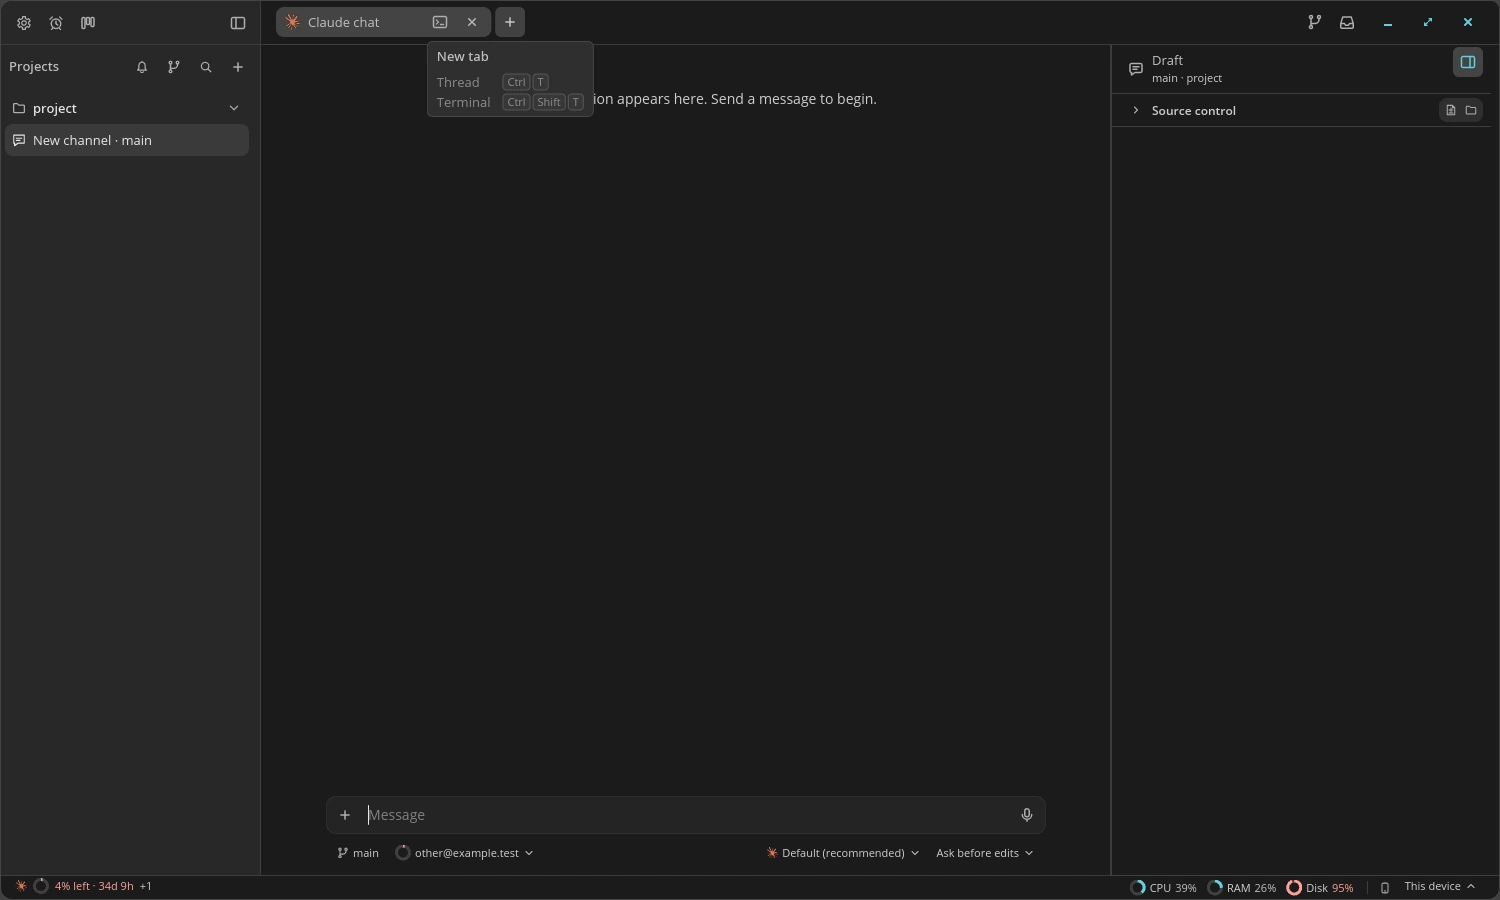 Claude chat
New tab
Thread Ctrl T
Terminal Ctrl Shift T
Projects
project
New channel · main
ion appears here. Send a message to begin.
Draft
main · project
Source control
Message
main other@example.test Default (recommended) Ask before edits
4% left · 34d 9h +1
CPU 39% RAM 26% Disk 95% This device